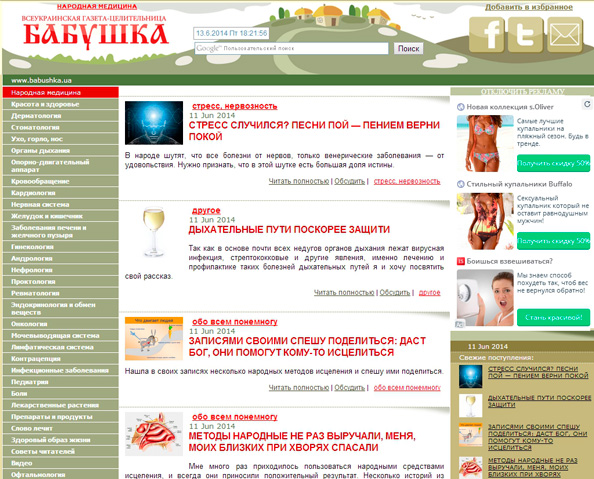 НАРОДНАЯ МЕДИЦИНА
ВСЕУКРАИНСКАЯ ГАЗЕТА-ЦЕЛИТЕЛЬНИЦА
БАБУШКА
13.6.2014 Пт 18:21:56
Google Пользовательский поиск
Поиск
Добавить в избранное
www.babushka.ua
Народная медицина
Красота и здоровье
Дерматология
Стоматология
Ухо, горло, нос
Органы дыхания
Опорно-двигательный
аппарат
Кровообращение
Кардиология
Нервная система
Желудок и кишечник
Заболевания печени и
желчного пузыря
Гинекология
Андрология
Нефрология
Проктология
Ревматология
Эндокринология и обмен
веществ
Онкология
Мочевыводящая система
Лимфатическая система
Контрацепция
Инфекционные заболевания
Педиатрия
Боли
Лекарственные растения
Препараты и продукты
Слово лечит
Здоровый образ жизни
Советы читателей
Видео
Офтальмология
стресс, нервозность
11 Jun 2014
СТРЕСС СЛУЧИЛСЯ? ПЕСНИ ПОЙ — ПЕНИЕМ ВЕРНИ
ПОКОЙ
В народе шутят, что все болезни от нервов, только венерические заболевания — от
удовольствия. Нужно признать, что в этой шутке есть большая доля истины.
Читать полностью | Обсудить | стресс, нервозность
другое
11 Jun 2014
ДЫХАТЕЛЬНЫЕ ПУТИ ПОСКОРЕЕ ЗАЩИТИ
Так как в основе почти всех недугов органов дыхания лежат вирусная
инфекция, стрептококковые и другие явления, именно лечению и
профилактике таких болезней дыхательных путей я и хочу посвятить
свой рассказ.
Читать полностью | Обсудить | другое
обо всем понемногу
11 Jun 2014
ЗАПИСЯМИ СВОИМИ СПЕШУ ПОДЕЛИТЬСЯ: ДАСТ
БОГ, ОНИ ПОМОГУТ КОМУ-ТО ИСЦЕЛИТЬСЯ
Нашла в своих записях несколько народных методов исцеления и спешу ими поделиться.
Читать полностью | Обсудить | обо всем понемногу
обо всем понемногу
11 Jun 2014
МЕТОДЫ НАРОДНЫЕ НЕ РАЗ ВЫРУЧАЛИ, МЕНЯ,
МОИХ БЛИЗКИХ ПРИ ХВОРЯХ СПАСАЛИ
Мне много раз приходилось пользоваться народными средствами
исцеления, и всегда они приносили положительный результат. Несколько историй из
ОТКЛЮЧИТЬ РЕКЛАМУ
Новая коллекция s.Oliver
Самые лучшие
купальники на
пляжный сезон. Будь в
тренде.
Получить скидку 50%
Стильный купальник Buffalo
Сексуальный
купальник который не
оставит равнодушным
мужчин!
Получить скидку 50%
Боишься взвешиваться?
Мы знаем способ
похудеть так, чтоб вес
не вернулся обратно!
Стать красивой!
11 Jun 2014
Свежие поступления:
СТРЕСС СЛУЧИЛСЯ? ПЕСНИ
ПОЙ — ПЕНИЕМ ВЕРНИ ПОКОЙ
ДЫХАТЕЛЬНЫЕ ПУТИ ПОСКОРЕЕ
ЗАЩИТИ
ЗАПИСЯМИ СВОИМИ СПЕШУ
ПОДЕЛИТЬСЯ: ДАСТ БОГ, ОНИ
ПОМОГУТ КОМУ-ТО
ИСЦЕЛИТЬСЯ
МЕТОДЫ НАРОДНЫЕ НЕ РАЗ
ВЫРУЧАЛИ, МЕНЯ, МОИХ
БЛИЗКИХ ПРИ ХВОРЯХ